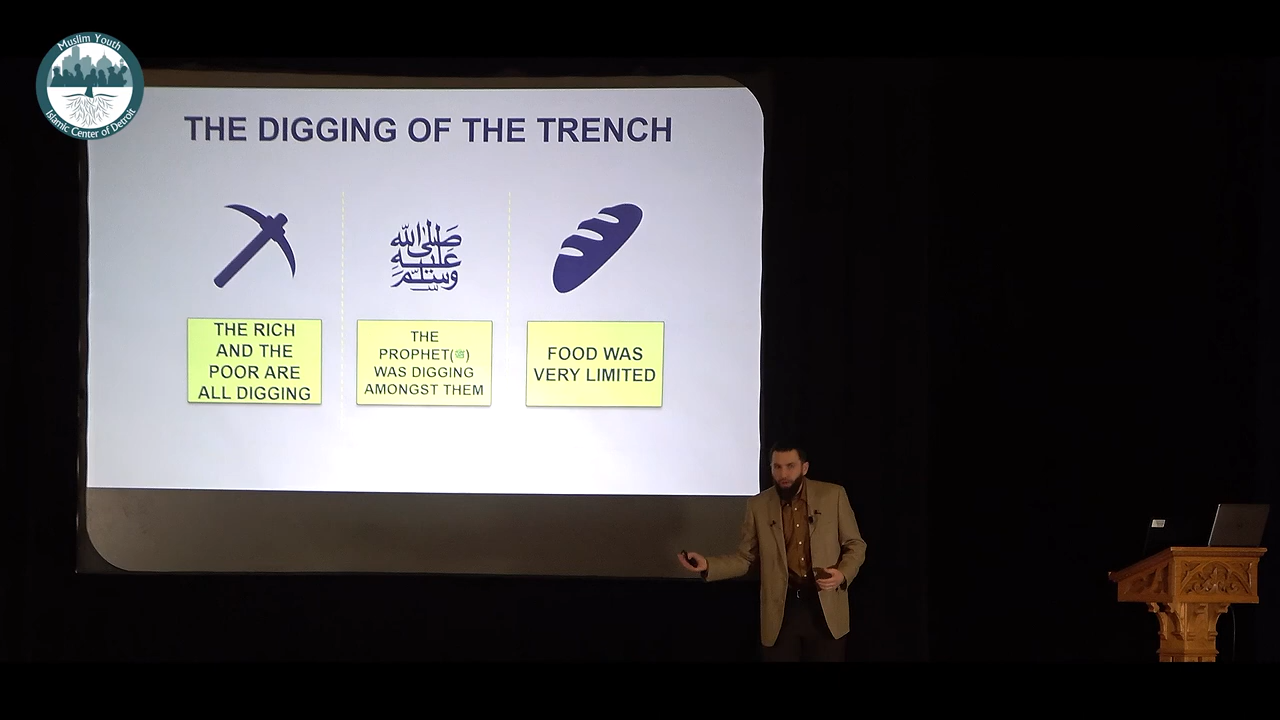 Muslim Youth
Islamic Center of Detroit
THE DIGGING OF THE TRENCH
صلى الله
عليه
وسلم
THE RICH
AND THE
POOR ARE
ALL DIGGING
THE
PROPHET(ﷺ)
WAS DIGGING
AMONGST THEM
FOOD WAS
VERY LIMITED